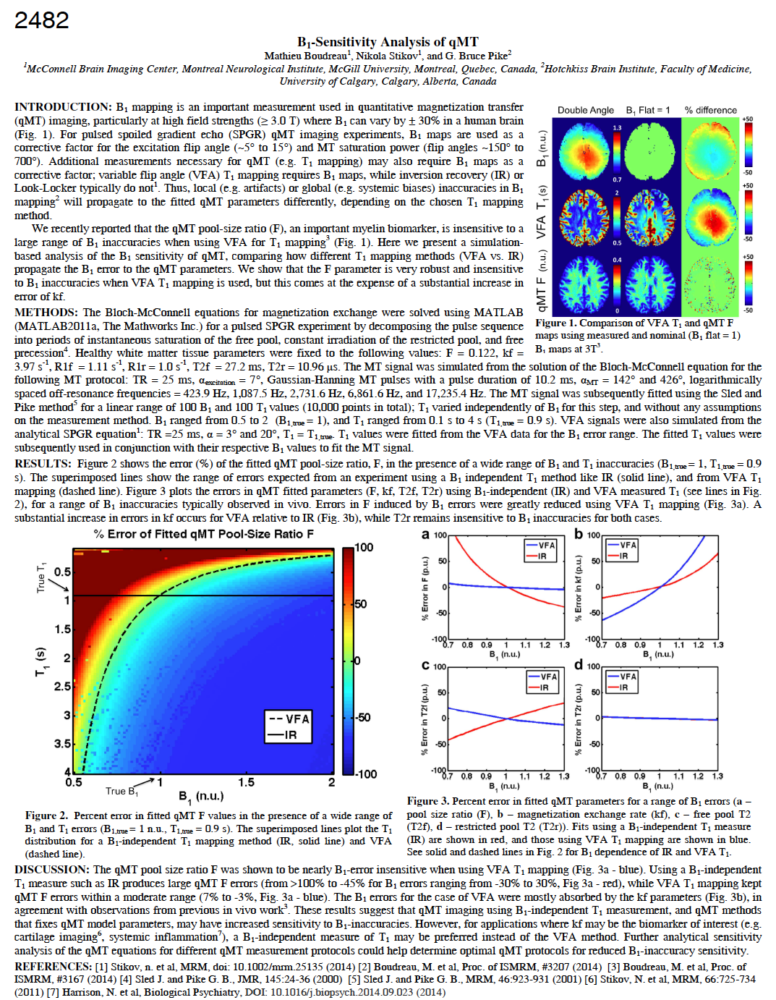 2482
B₁-Sensitivity Analysis of qMT
Mathieu Boudreau¹, Nikola Stikov¹, and G. Bruce Pike²
¹McConnell Brain Imaging Center, Montreal Neurological Institute, McGill University, Montreal, Quebec, Canada, ²Hotchkiss Brain Institute, Faculty of Medicine,
University of Calgary, Calgary, Alberta, Canada
INTRODUCTION: B₁ mapping is an important measurement used in quantitative magnetization transfer
(qMT) imaging, particularly at high field strengths (≥ 3.0 T) where B₁ can vary by ± 30% in a human brain
(Fig. 1). For pulsed spoiled gradient echo (SPGR) qMT imaging experiments, B₁ maps are used as a
corrective factor for the excitation flip angle (~5° to 15°) and MT saturation power (flip angles ~150° to
700°). Additional measurements necessary for qMT (e.g. T₁ mapping) may also require B₁ maps as a
corrective factor; variable flip angle (VFA) T₁ mapping requires B₁ maps, while inversion recovery (IR) or
Look-Locker typically do not¹. Thus, local (e.g. artifacts) or global (e.g. systemic biases) inaccuracies in B₁
mapping² will propagate to the fitted qMT parameters differently, depending on the chosen T₁ mapping
method.
We recently reported that the qMT pool-size ratio (F), an important myelin biomarker, is insensitive to a
large range of B₁ inaccuracies when using VFA for T₁ mapping³ (Fig. 1). Here we present a simulation-
based analysis of the B₁ sensitivity of qMT, comparing how different T₁ mapping methods (VFA vs. IR)
propagate the B₁ error to the qMT parameters. We show that the F parameter is very robust and insensitive
to B₁ inaccuracies when VFA T₁ mapping is used, but this comes at the expense of a substantial increase in
error of kf.
Double Angle B₁ Flat = 1 % difference
B₁ (n.u.)
1.3
0.7
+50
-50
VFA T₁ (s)
2
0.5
+50
-50
qMT F (n.u.)
0.4
0
+50
-50
Figure 1. Comparison of VFA T₁ and qMT F
maps using measured and nominal (B₁ flat = 1)
B₁ maps at 3T³.
METHODS: The Bloch-McConnell equations for magnetization exchange were solved using MATLAB
(MATLAB2011a, The Mathworks Inc.) for a pulsed SPGR experiment by decomposing the pulse sequence
into periods of instantaneous saturation of the free pool, constant irradiation of the restricted pool, and free
precession⁴. Healthy white matter tissue parameters were fixed to the following values: F = 0.122, kf =
3.97 s⁻¹, R1f = 1.11 s⁻¹, R1r = 1.0 s⁻¹, T2f = 27.2 ms, T2r = 10.96 µs. The MT signal was simulated from the solution of the Bloch-McConnell equation for the
following MT protocol: TR = 25 ms, αexcitation = 7°, Gaussian-Hanning MT pulses with a pulse duration of 10.2 ms, αMT = 142° and 426°, logarithmically
spaced off-resonance frequencies = 423.9 Hz, 1,087.5 Hz, 2,731.6 Hz, 6,861.6 Hz, and 17,235.4 Hz. The MT signal was subsequently fitted using the Sled and
Pike method⁵ for a linear range of 100 B₁ and 100 T₁ values (10,000 points in total); T₁ varied independently of B₁ for this step, and without any assumptions
on the measurement method. B₁ ranged from 0.5 to 2 (B1,true = 1), and T₁ ranged from 0.1 s to 4 s (T1,true = 0.9 s). VFA signals were also simulated from the
analytical SPGR equation¹: TR =25 ms, α = 3° and 20°, T₁ = T1,true. T₁ values were fitted from the VFA data for the B₁ error range. The fitted T₁ values were
subsequently used in conjunction with their respective B₁ values to fit the MT signal.
RESULTS: Figure 2 shows the error (%) of the fitted qMT pool-size ratio, F, in the presence of a wide range of B₁ and T₁ inaccuracies (B1,true = 1, T1,true = 0.9
s). The superimposed lines show the range of errors expected from an experiment using a B₁ independent T₁ method like IR (solid line), and from VFA T₁
mapping (dashed line). Figure 3 plots the errors in qMT fitted parameters (F, kf, T2f, T2r) using B₁-independent (IR) and VFA measured T₁ (see lines in Fig.
2), for a range of B₁ inaccuracies typically observed in vivo. Errors in F induced by B₁ errors were greatly reduced using VFA T₁ mapping (Fig. 3a). A
substantial increase in errors in kf occurs for VFA relative to IR (Fig. 3b), while T2r remains insensitive to B₁ inaccuracies for both cases.
% Error of Fitted qMT Pool-Size Ratio F
True T₁
T₁ (s)
0.5
1
1.5
2
2.5
3
3.5
4
0.5 1 1.5 2
True B₁
B₁ (n.u.)
VFA
IR
100
50
0
-50
-100
Figure 2. Percent error in fitted qMT F values in the presence of a wide range of
B₁ and T₁ errors (B1,true = 1 n.u., T1,true = 0.9 s). The superimposed lines plot the T₁
distribution for a B₁-independent T₁ mapping method (IR, solid line) and VFA
(dashed line).
a
% Error in F (p.u.)
100
50
0
-50
-100
VFA
IR
0.7 0.8 0.9 1 1.1 1.2 1.3
B₁ (n.u.)
b
% Error in kf (p.u.)
100
50
0
-50
-100
VFA
IR
0.7 0.8 0.9 1 1.1 1.2 1.3
B₁ (n.u.)
c
% Error in T2f (p.u.)
100
50
0
-50
-100
VFA
IR
0.7 0.8 0.9 1 1.1 1.2 1.3
B₁ (n.u.)
d
% Error in T2f (p.u.)
100
50
0
-50
-100
VFA
IR
0.7 0.8 0.9 1 1.1 1.2 1.3
B₁ (n.u.)
Figure 3. Percent error in fitted qMT parameters for a range of B₁ errors (a –
pool size ratio (F), b – magnetization exchange rate (kf), c – free pool T2
(T2f), d – restricted pool T2 (T2r)). Fits using a B₁-independent T₁ measure
(IR) are shown in red, and those using VFA T₁ mapping are shown in blue.
See solid and dashed lines in Fig. 2 for B₁ dependence of IR and VFA T₁.
DISCUSSION: The qMT pool size ratio F was shown to be nearly B₁-error insensitive when using VFA T₁ mapping (Fig. 3a - blue). Using a B₁-independent
T₁ measure such as IR produces large qMT F errors (from >100% to -45% for B₁ errors ranging from -30% to 30%, Fig 3a - red), while VFA T₁ mapping kept
qMT F errors within a moderate range (7% to -3%, Fig. 3a - blue). The B₁ errors for the case of VFA were mostly absorbed by the kf parameters (Fig. 3b), in
agreement with observations from previous in vivo work³. These results suggest that qMT imaging using B₁-independent T₁ measurement, and qMT methods
that fixes qMT model parameters, may have increased sensitivity to B₁-inaccuracies. However, for applications where kf may be the biomarker of interest (e.g.
cartilage imaging⁶, systemic inflammation⁷), a B₁-independent measure of T₁ may be preferred instead of the VFA method. Further analytical sensitivity
analysis of the qMT equations for different qMT measurement protocols could help determine optimal qMT protocols for reduced B₁-inaccuracy sensitivity.
REFERENCES: [1] Stikov, n. et al, MRM, doi: 10.1002/mrm.25135 (2014) [2] Boudreau, M. et al, Proc. of ISMRM, #3207 (2014) [3] Boudreau, M. et al, Proc. of
ISMRM, #3167 (2014) [4] Sled J. and Pike G. B., JMR, 145:24-36 (2000) [5] Sled J. and Pike G. B., MRM, 46:923-931 (2001) [6] Stikov, N. et al, MRM, 66:725-734
(2011) [7] Harrison, N. et al, Biological Psychiatry, DOI: 10.1016/j.biopsych.2014.09.023 (2014)